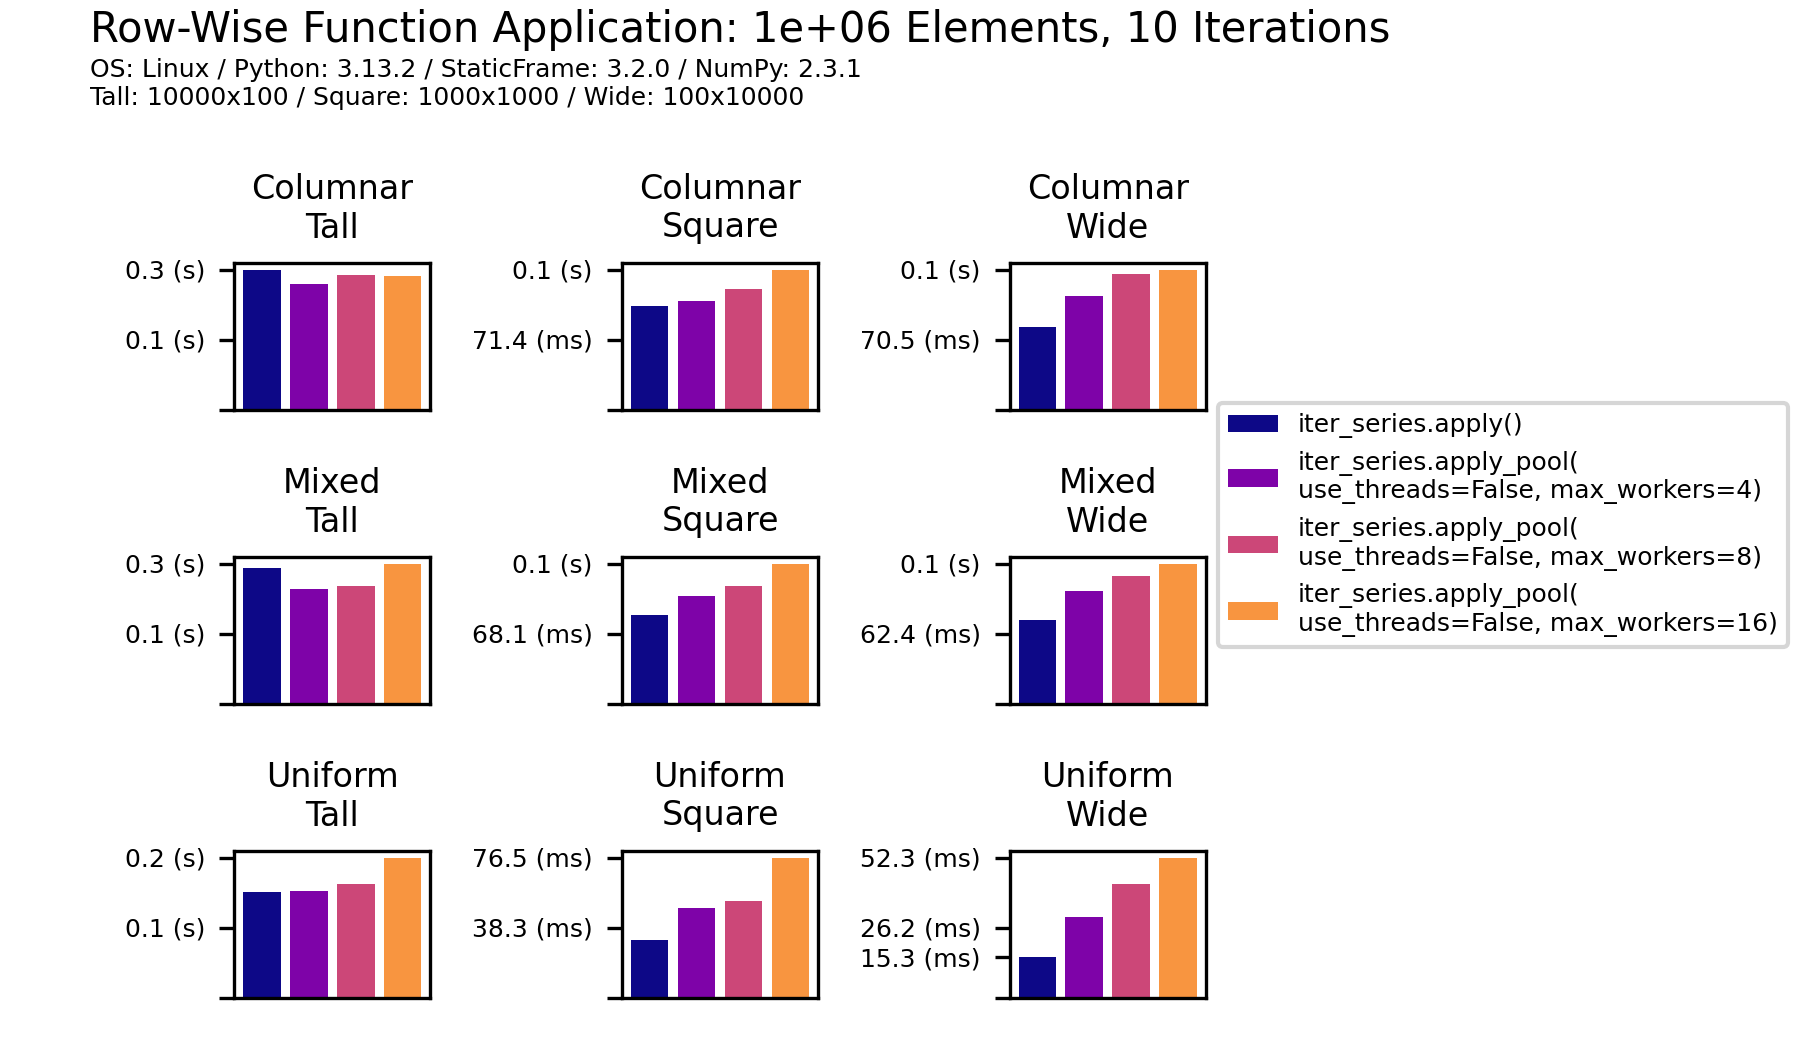 Row-Wise Function Application: 1e+06 Elements, 10 Iterations
OS: Linux / Python: 3.13.2 / StaticFrame: 3.2.0 / NumPy: 2.3.1
Tall: 10000x100 / Square: 1000x1000 / Wide: 100x10000
Columnar
Tall
0.3 (s)
0.1 (s)
Columnar
Square
0.1 (s)
71.4 (ms)
Columnar
Wide
0.1 (s)
70.5 (ms)
Mixed
Tall
0.3 (s)
0.1 (s)
Mixed
Square
0.1 (s)
68.1 (ms)
Mixed
Wide
0.1 (s)
62.4 (ms)
Uniform
Tall
0.2 (s)
0.1 (s)
Uniform
Square
76.5 (ms)
38.3 (ms)
Uniform
Wide
52.3 (ms)
26.2 (ms)
15.3 (ms)
iter_series.apply()
iter_series.apply_pool(
use_threads=False, max_workers=4)
iter_series.apply_pool(
use_threads=False, max_workers=8)
iter_series.apply_pool(
use_threads=False, max_workers=16)